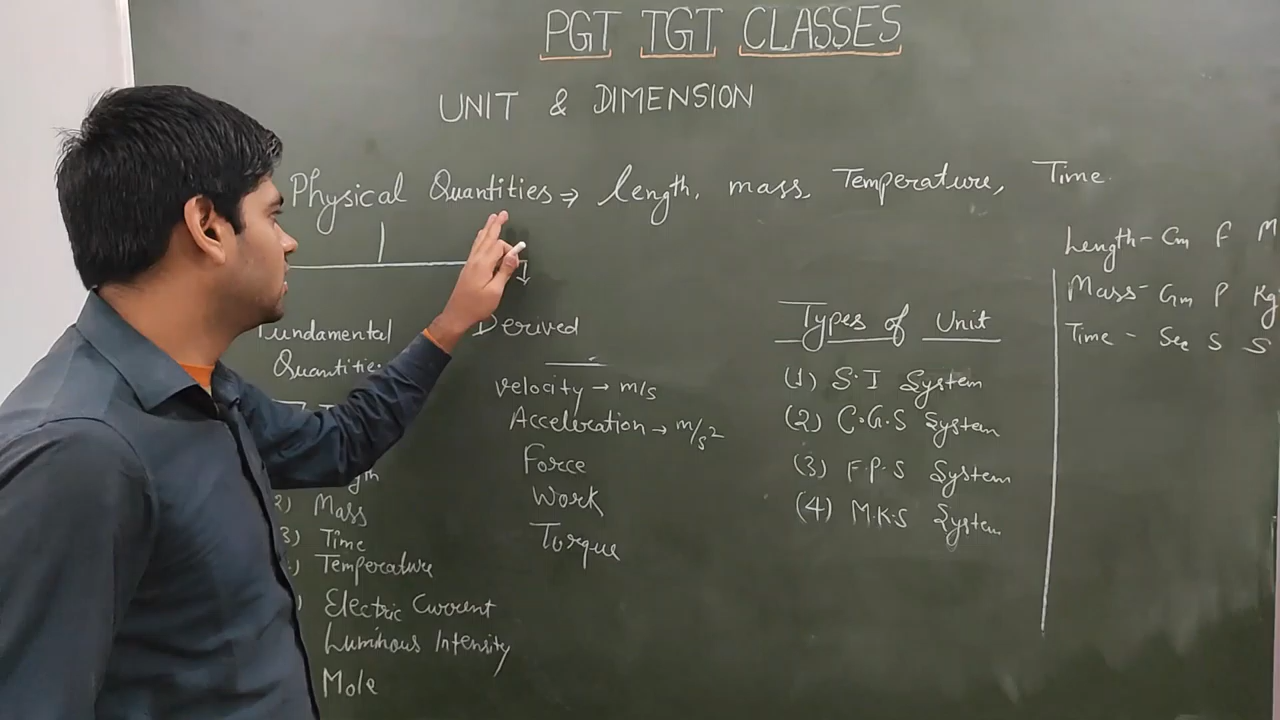 PGT TGT CLASSES
UNIT & DIMENSION
Physical Quantities ⇒ length, mass, Temperature, Time.
Fundamental
Quantities
2) Mass
3) Time
Temperature
Electric Current
Luminous Intensity
Mole
Derived
Velocity → m/s
Acceleration → m/s²
Force
Work
Torque
Types of Unit
(1) S.I System
(2) C.G.S System
(3) F.P.S System
(4) M.K.S System
Length - Cm F M
Mass - Gm P Kg
Time - Sec S S